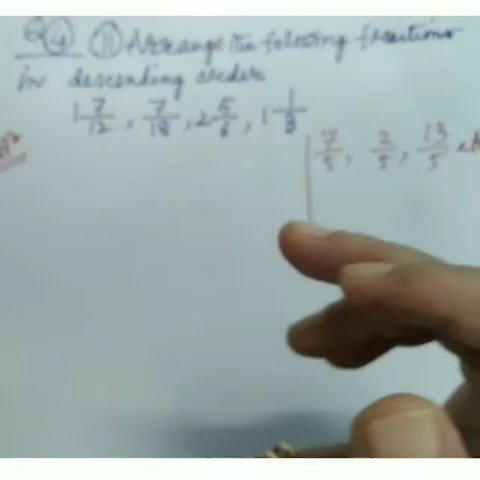 Q④ ⑪ Arrange the following fractions
in descending order
1 7/12, 7/18, 2 5/6, 1 1/3
7/5, 2/5, 13/5